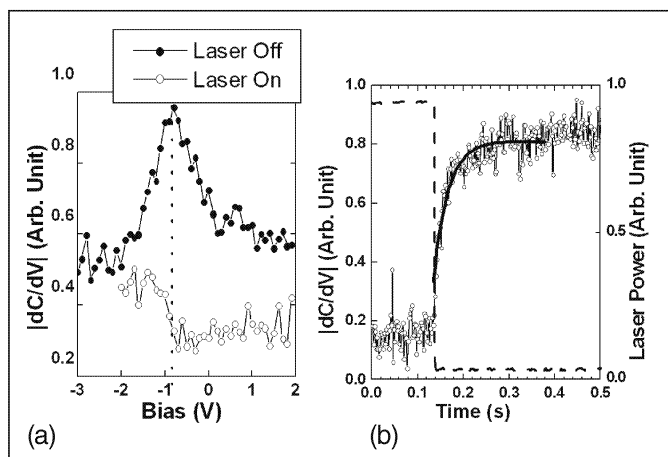 Laser Off
Laser On
|dC/dV| (Arb. Unit)
1.0
0.8
0.6
0.4
0.2
-3
-2
-1
0
1
2
Bias (V)
(a)
|dC/dV| (Arb. Unit)
1.0
0.8
0.6
0.4
0.2
0.0
0.0
0.1
0.2
0.3
0.4
0.5
Time (s)
1.0
0.5
0.0
Laser Power (Arb. Unit)
(b)